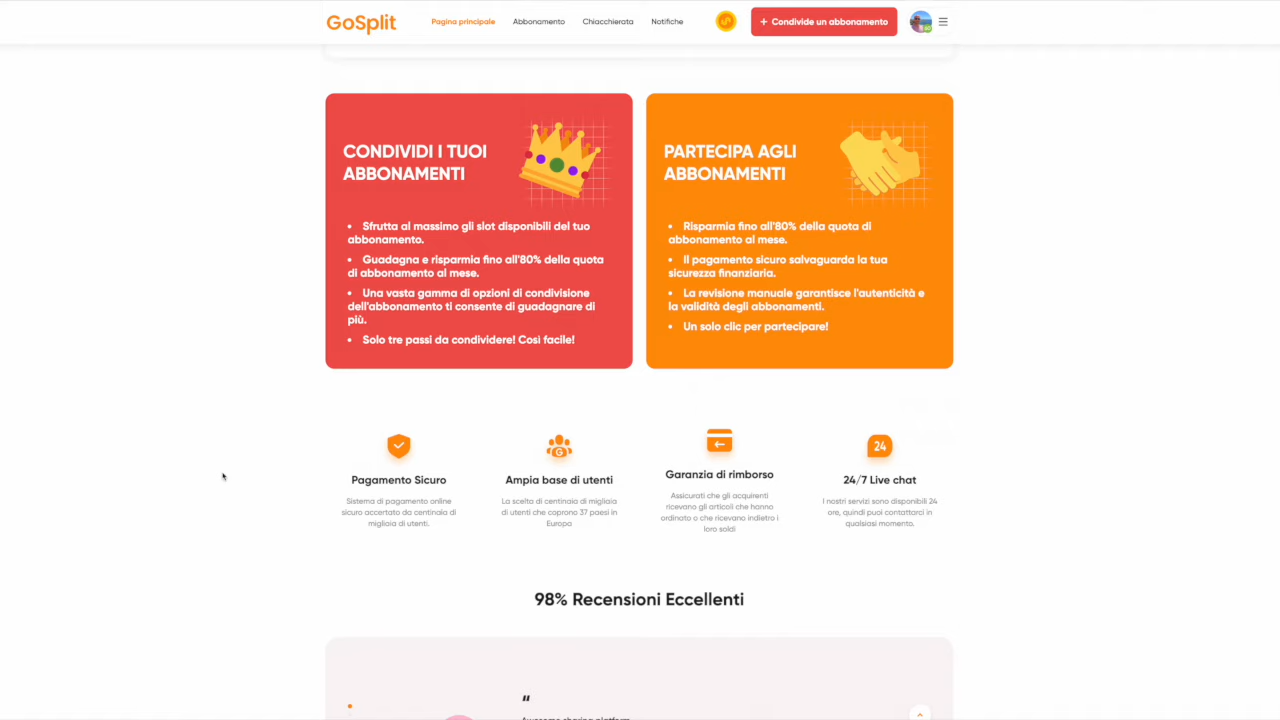 GoSplit
Pagina principale
Abbonamento
Chiacchierata
Notifiche
+ Condivide un abbonamento
CONDIVIDI I TUOI
ABBONAMENTI
• Sfrutta al massimo gli slot disponibili del tuo
abbonamento.
• Guadagna e risparmia fino all'80% della quota
di abbonamento al mese.
• Una vasta gamma di opzioni di condivisione
dell'abbonamento ti consente di guadagnare di
più.
• Solo tre passi da condividere! Così facile!
PARTECIPA AGLI
ABBONAMENTI
• Risparmia fino all'80% della quota di
abbonamento al mese.
• Il pagamento sicuro salvaguarda la tua
sicurezza finanziaria.
• La revisione manuale garantisce l'autenticità e
la validità degli abbonamenti.
• Un solo clic per partecipare!
Pagamento Sicuro
Sistema di pagamento online
sicuro accertato da centinaia di
migliaia di utenti.
G
Ampia base di utenti
La scelta di centinaia di migliaia
di utenti che coprono 37 paesi in
Europa
Garanzia di rimborso
Assicurati che gli acquirenti
ricevano gli articoli che hanno
ordinato o che ricevano indietro i
loro soldi
24
24/7 Live chat
I nostri servizi sono disponibili 24
ore, quindi puoi contattarci in
qualsiasi momento.
98% Recensioni Eccellenti
“
Awesome sharing platform